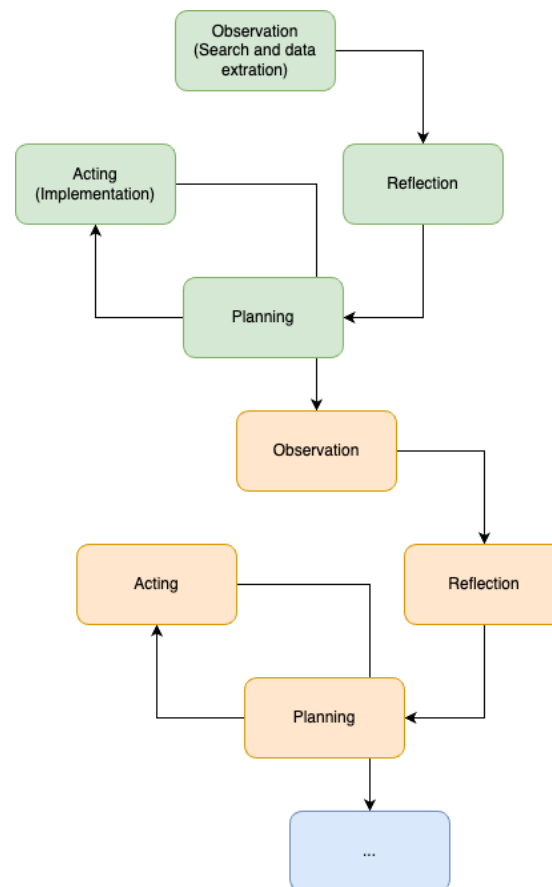 Observation
(Search and data
extration)
Acting
(Implementation)
Reflection
Planning
Observation
Acting
Reflection
Planning
...